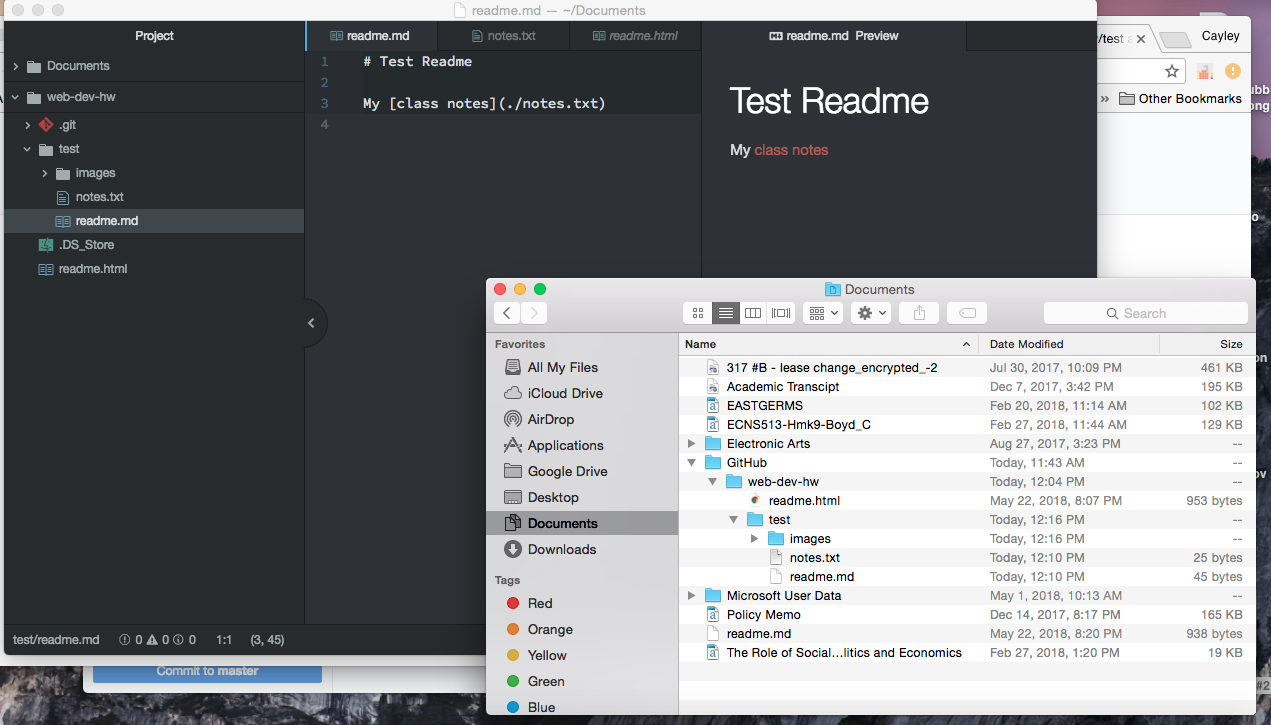 readme.md — ~/Documents
Project
readme.md
notes.txt
readme.html
readme.md Preview
/test
Cayley
Other Bookmarks
Documents
web-dev-hw
.git
test
images
notes.txt
readme.md
.DS_Store
readme.html
1 # Test Readme
2
3 My [class notes](./notes.txt)
4
Test Readme
My class notes
test/readme.md 0 0 0 1:1 (3, 45)
Commit to master
Documents
Search
Favorites
All My Files
iCloud Drive
AirDrop
Applications
Google Drive
Desktop
Documents
Downloads
Tags
Red
Orange
Yellow
Green
Blue
Name Date Modified Size
317 #B - lease change_encrypted_-2 Jul 30, 2017, 10:09 PM 461 KB
Academic Transcipt Dec 7, 2017, 3:42 PM 195 KB
EASTGERMS Feb 20, 2018, 11:14 AM 102 KB
ECNS513-Hmk9-Boyd_C Feb 27, 2018, 11:44 AM 129 KB
Electronic Arts Aug 27, 2017, 3:23 PM --
GitHub Today, 11:43 AM --
web-dev-hw Today, 12:04 PM --
readme.html May 22, 2018, 8:07 PM 953 bytes
test Today, 12:16 PM --
images Today, 12:16 PM --
notes.txt Today, 12:10 PM 25 bytes
readme.md Today, 12:10 PM 45 bytes
Microsoft User Data May 1, 2018, 10:13 AM --
Policy Memo Dec 14, 2017, 8:17 PM 165 KB
readme.md May 22, 2018, 8:20 PM 938 bytes
The Role of Social...litics and Economics Feb 27, 2018, 1:20 PM 19 KB
#2